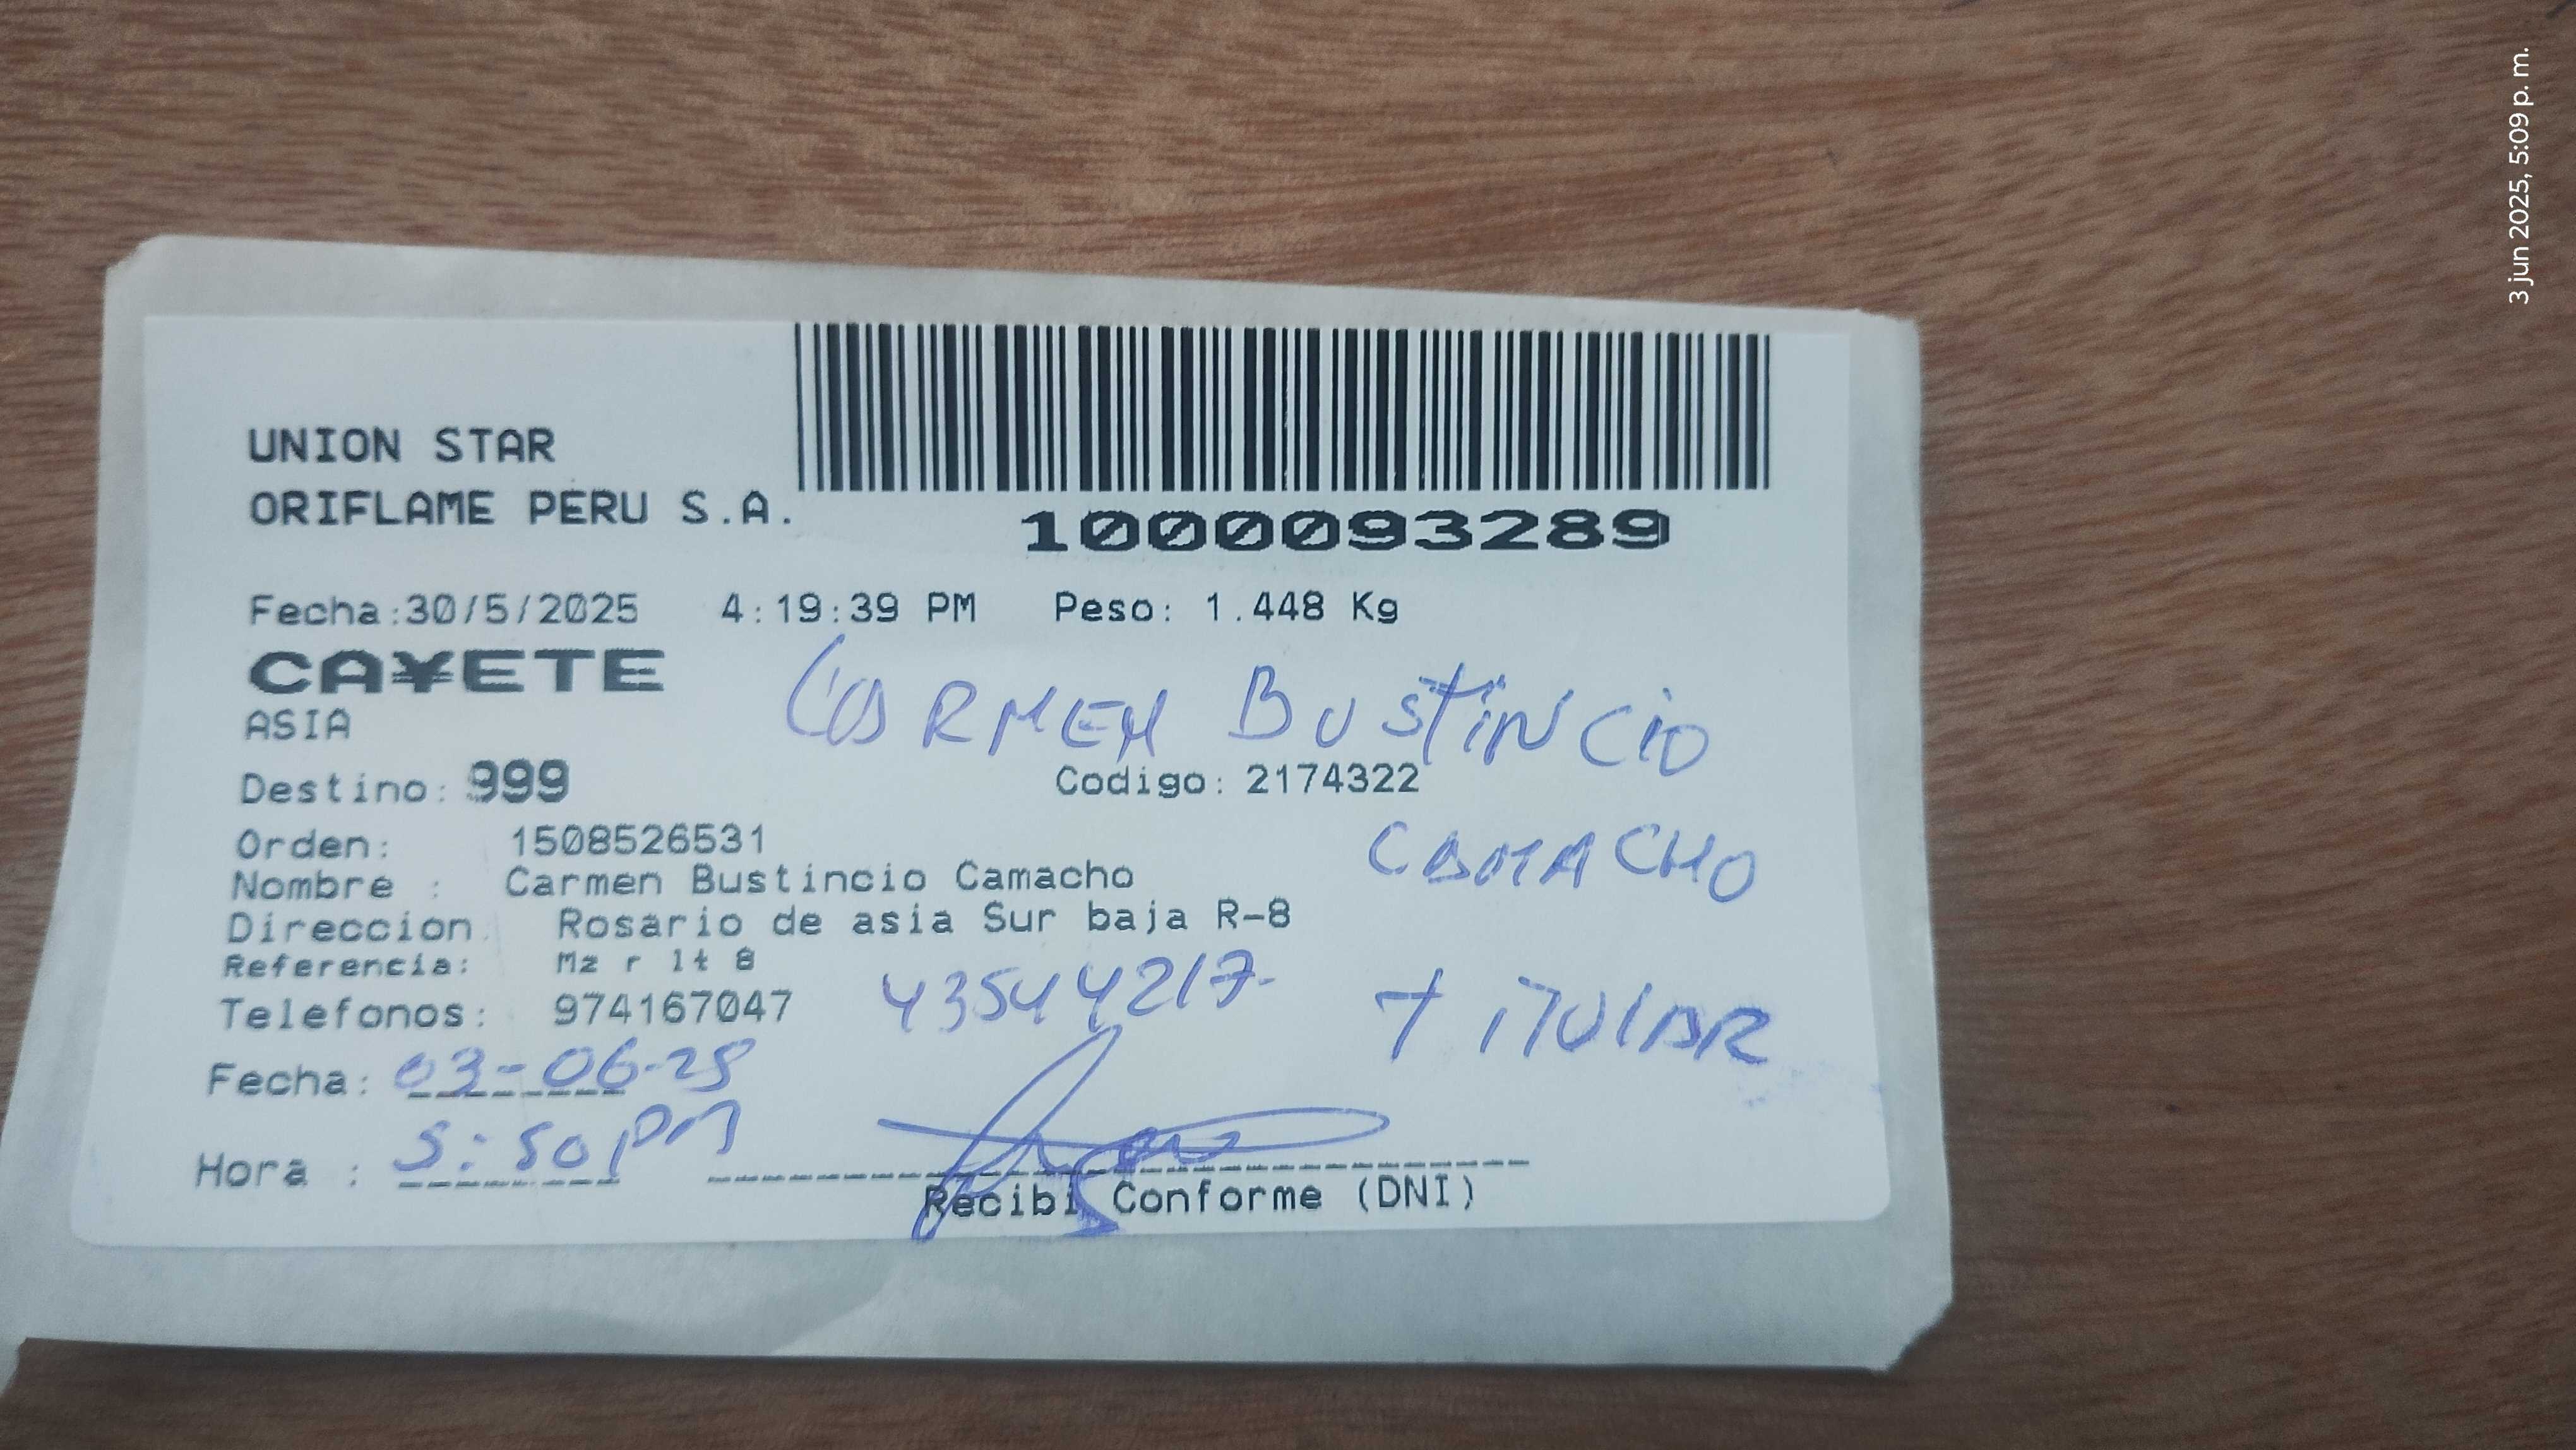 3 jun 2025, 5:09 p. m.
UNION STAR
ORIFLAME PERU S.A.
1000093289
Fecha:30/5/2025 4:19:39 PM Peso: 1.448 Kg
CA¥ETE
CARMEN BUSTINCIO
ASIA
Destino: 999 Codigo: 2174322
Orden: 1508526531
CAMACHO
Nombre : Carmen Bustincio Camacho
Direccion Rosario de asia Sur baja R-8
Referencia: Mz r lt 8
Telefonos: 974167047 43544217 TITULAR
Fecha: 03-06-25
Hora : 5:50 PM
Recibi Conforme (DNI)